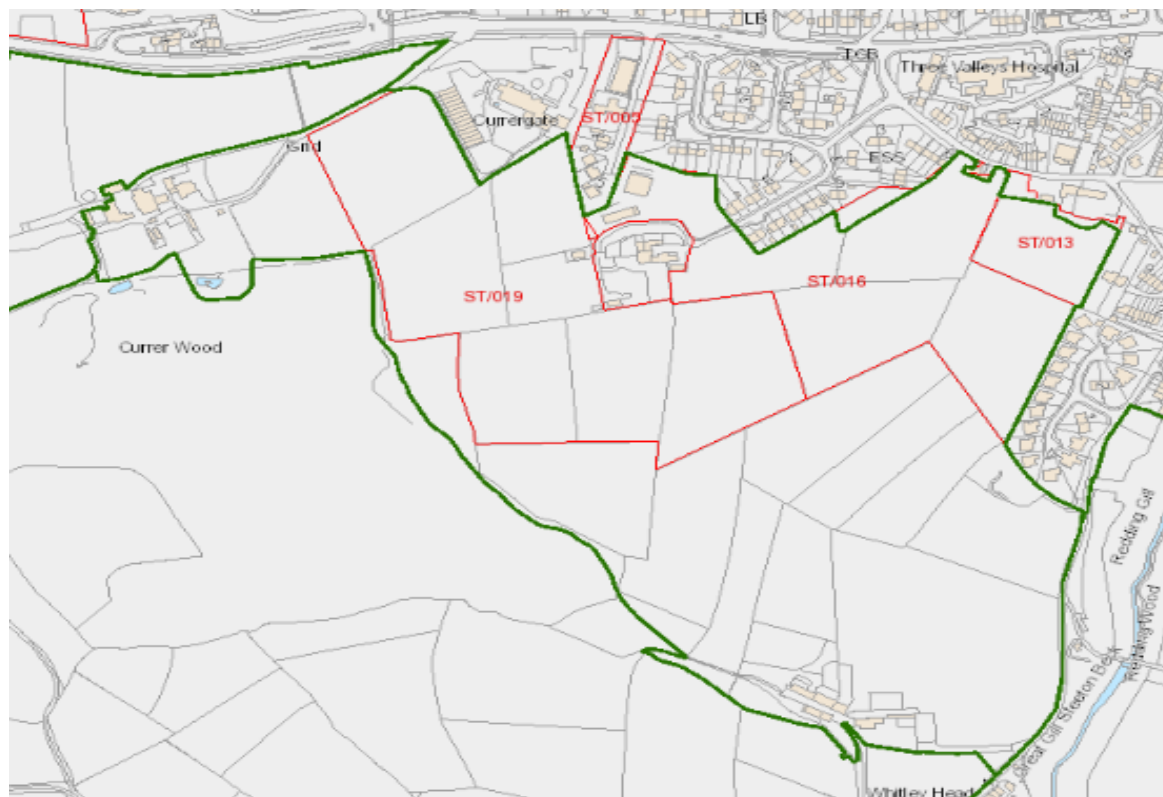 LB
TCB
Three Valleys Hospital
Currergate
ST/005
Grid
ESS
ST/013
ST/019
ST/016
Currer Wood
Redding Gill
Redding Wood
Great Gill Steeton Beck
Whitley Head